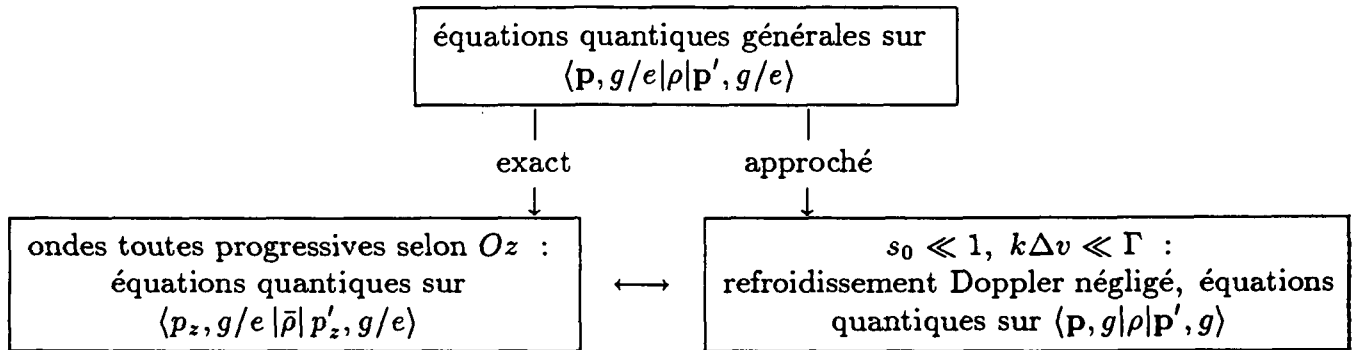 équations quantiques générales sur
⟨p, g/e|ρ|p′, g/e⟩
exact
approché
ondes toutes progressives selon Oz :
équations quantiques sur
⟨p_z, g/e |ρ̄| p′_z, g/e⟩
s₀ ≪ 1, kΔv ≪ Γ :
refroidissement Doppler négligé, équations
quantiques sur ⟨p, g|ρ|p′, g⟩